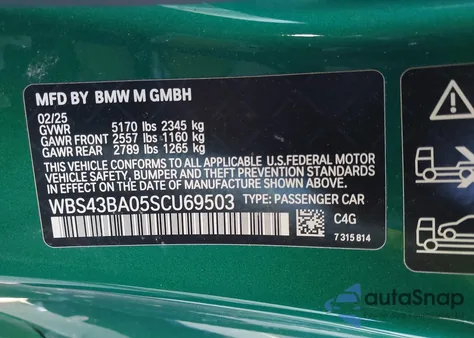 MFD BY BMW M GMBH
02/25
GVWR 5170 lbs 2345 kg
GAWR FRONT 2557 lbs 1160 kg
GAWR REAR 2789 lbs 1265 kg
THIS VEHICLE CONFORMS TO ALL APPLICABLE U.S.FEDERAL MOTOR
VEHICLE SAFETY, BUMPER AND THEFT PREVENTION STANDARDS
IN EFFECT ON THE DATE OF MANUFACTURE SHOWN ABOVE.
WBS43BA05SCU69503 TYPE: PASSENGER CAR
C4G
7 315 814
autoSnap